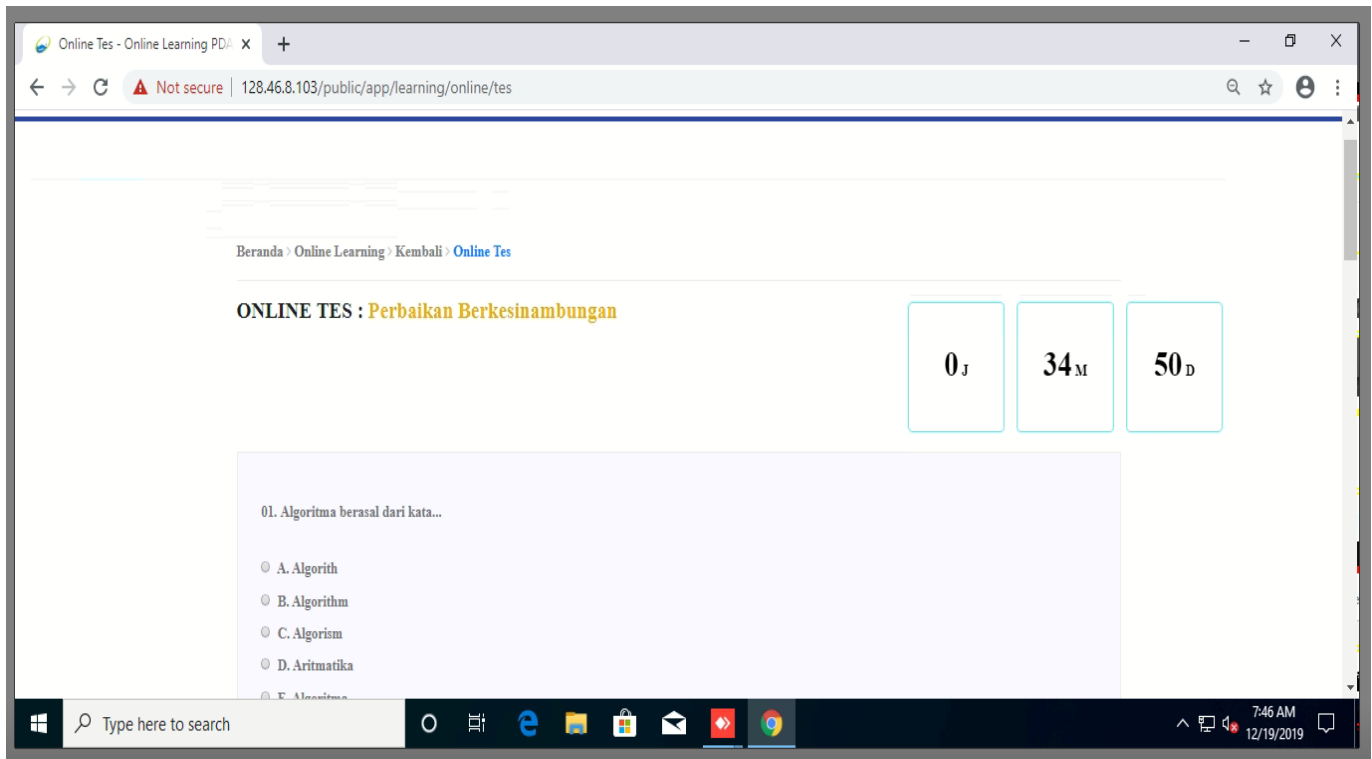 Online Tes - Online Learning PDA
Not secure | 128.46.8.103/public/app/learning/online/tes
Beranda > Online Learning > Kembali > Online Tes
ONLINE TES : Perbaikan Berkesinambungan
0 J 34 M 50 D
01. Algoritma berasal dari kata...
A. Algorith
B. Algorithm
C. Algorism
D. Aritmatika
E. Algoritma
Type here to search
7:46 AM
12/19/2019